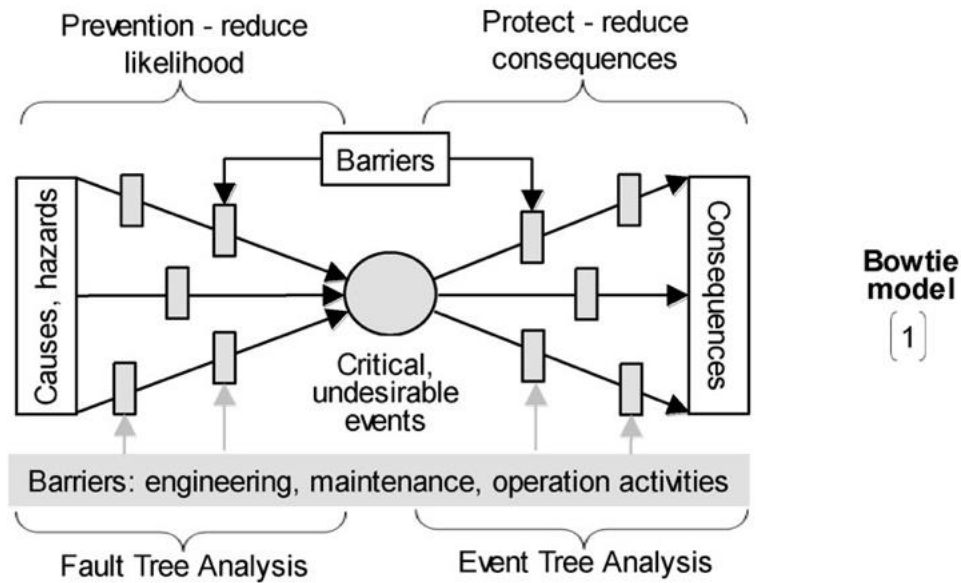 Prevention - reduce
likelihood
Protect - reduce
consequences
Barriers
Causes, hazards
Consequences
Critical,
undesirable
events
Bowtie
model
(1)
Barriers: engineering, maintenance, operation activities
Fault Tree Analysis
Event Tree Analysis